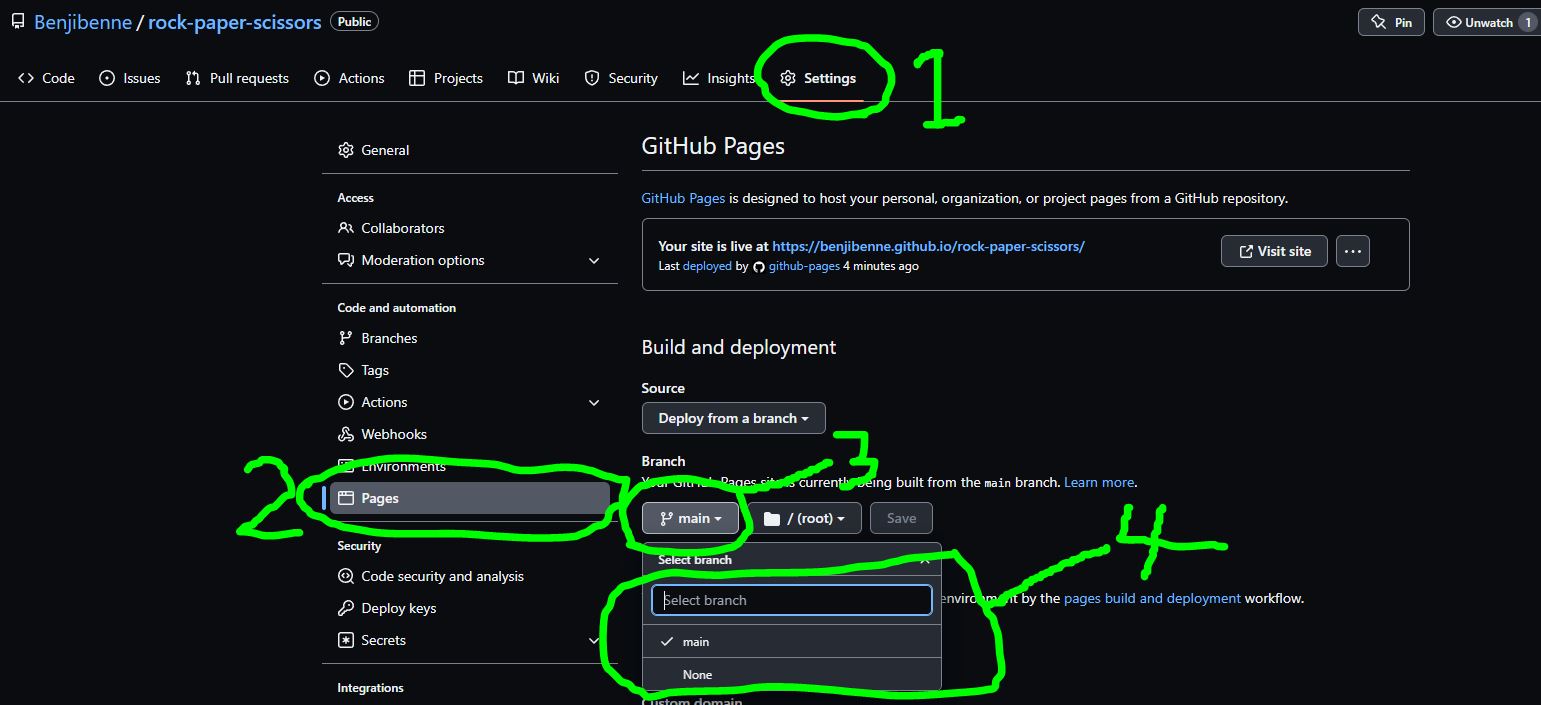 Benjibenne / rock-paper-scissors Public
Pin
Unwatch 1
Code Issues Pull requests Actions Projects Wiki Security Insights Settings
1
General
Access
Collaborators
Moderation options
Code and automation
Branches
Tags
Actions
Webhooks
Environments
2
Pages
Security
Code security and analysis
Deploy keys
Secrets
Integrations
GitHub Pages
GitHub Pages is designed to host your personal, organization, or project pages from a GitHub repository.
Your site is live at https://benjibenne.github.io/rock-paper-scissors/
Last deployed by github-pages 4 minutes ago
Visit site
Build and deployment
Source
Deploy from a branch
3
Branch
Your GitHub Pages site is currently being built from the main branch. Learn more.
main / (root) Save
4
Select branch
Select branch
environment by the pages build and deployment workflow.
main
None
Custom domain